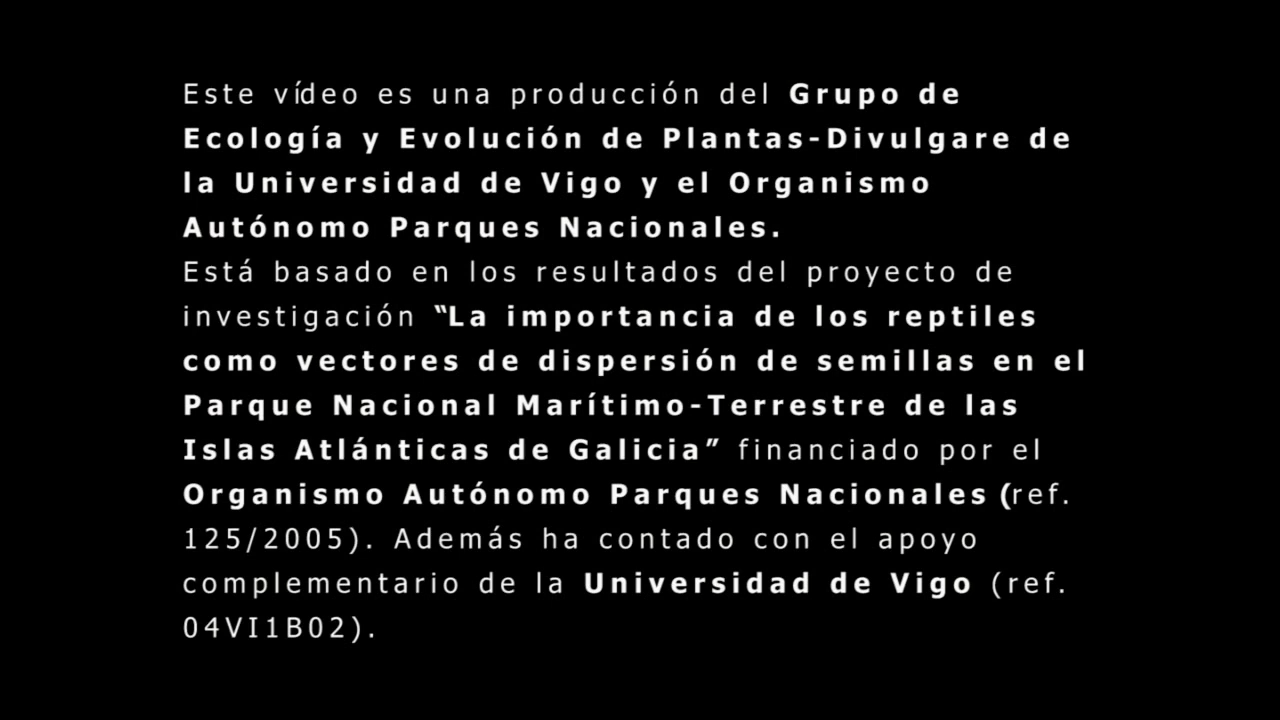 Este vídeo es una producción del Grupo de
Ecología y Evolución de Plantas-Divulgare de
la Universidad de Vigo y el Organismo
Autónomo Parques Nacionales.
Está basado en los resultados del proyecto de
investigación “La importancia de los reptiles
como vectores de dispersión de semillas en el
Parque Nacional Marítimo-Terrestre de las
Islas Atlánticas de Galicia” financiado por el
Organismo Autónomo Parques Nacionales (ref.
125/2005). Además ha contado con el apoyo
complementario de la Universidad de Vigo (ref.
04VI1B02).